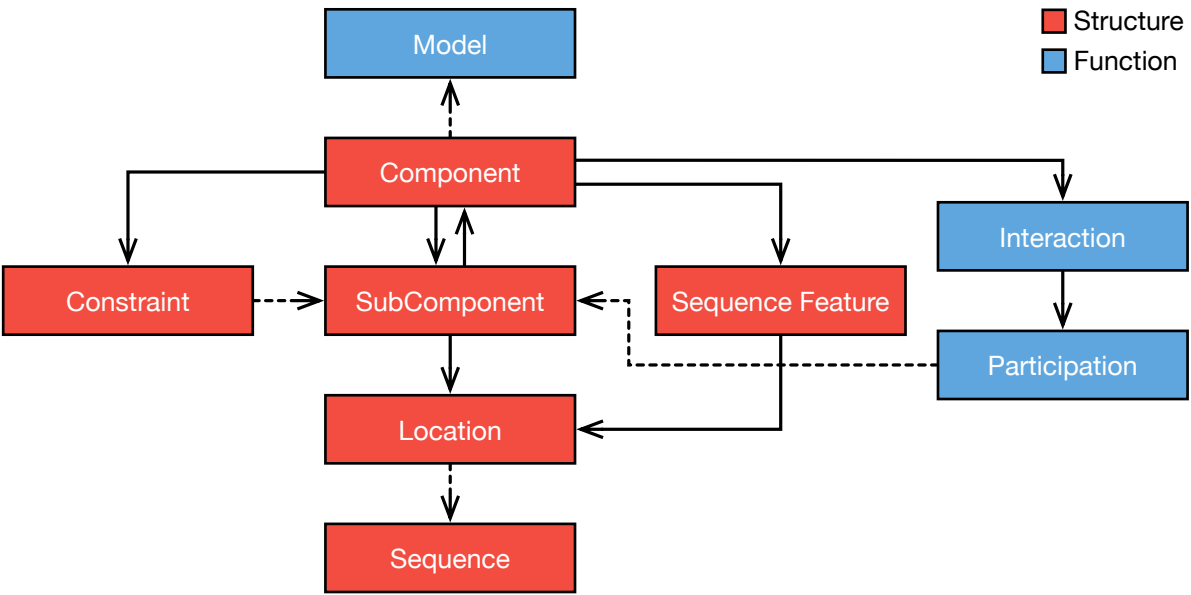 Structure
Function
Model
Component
Interaction
Constraint
SubComponent
Sequence Feature
Participation
Location
Sequence